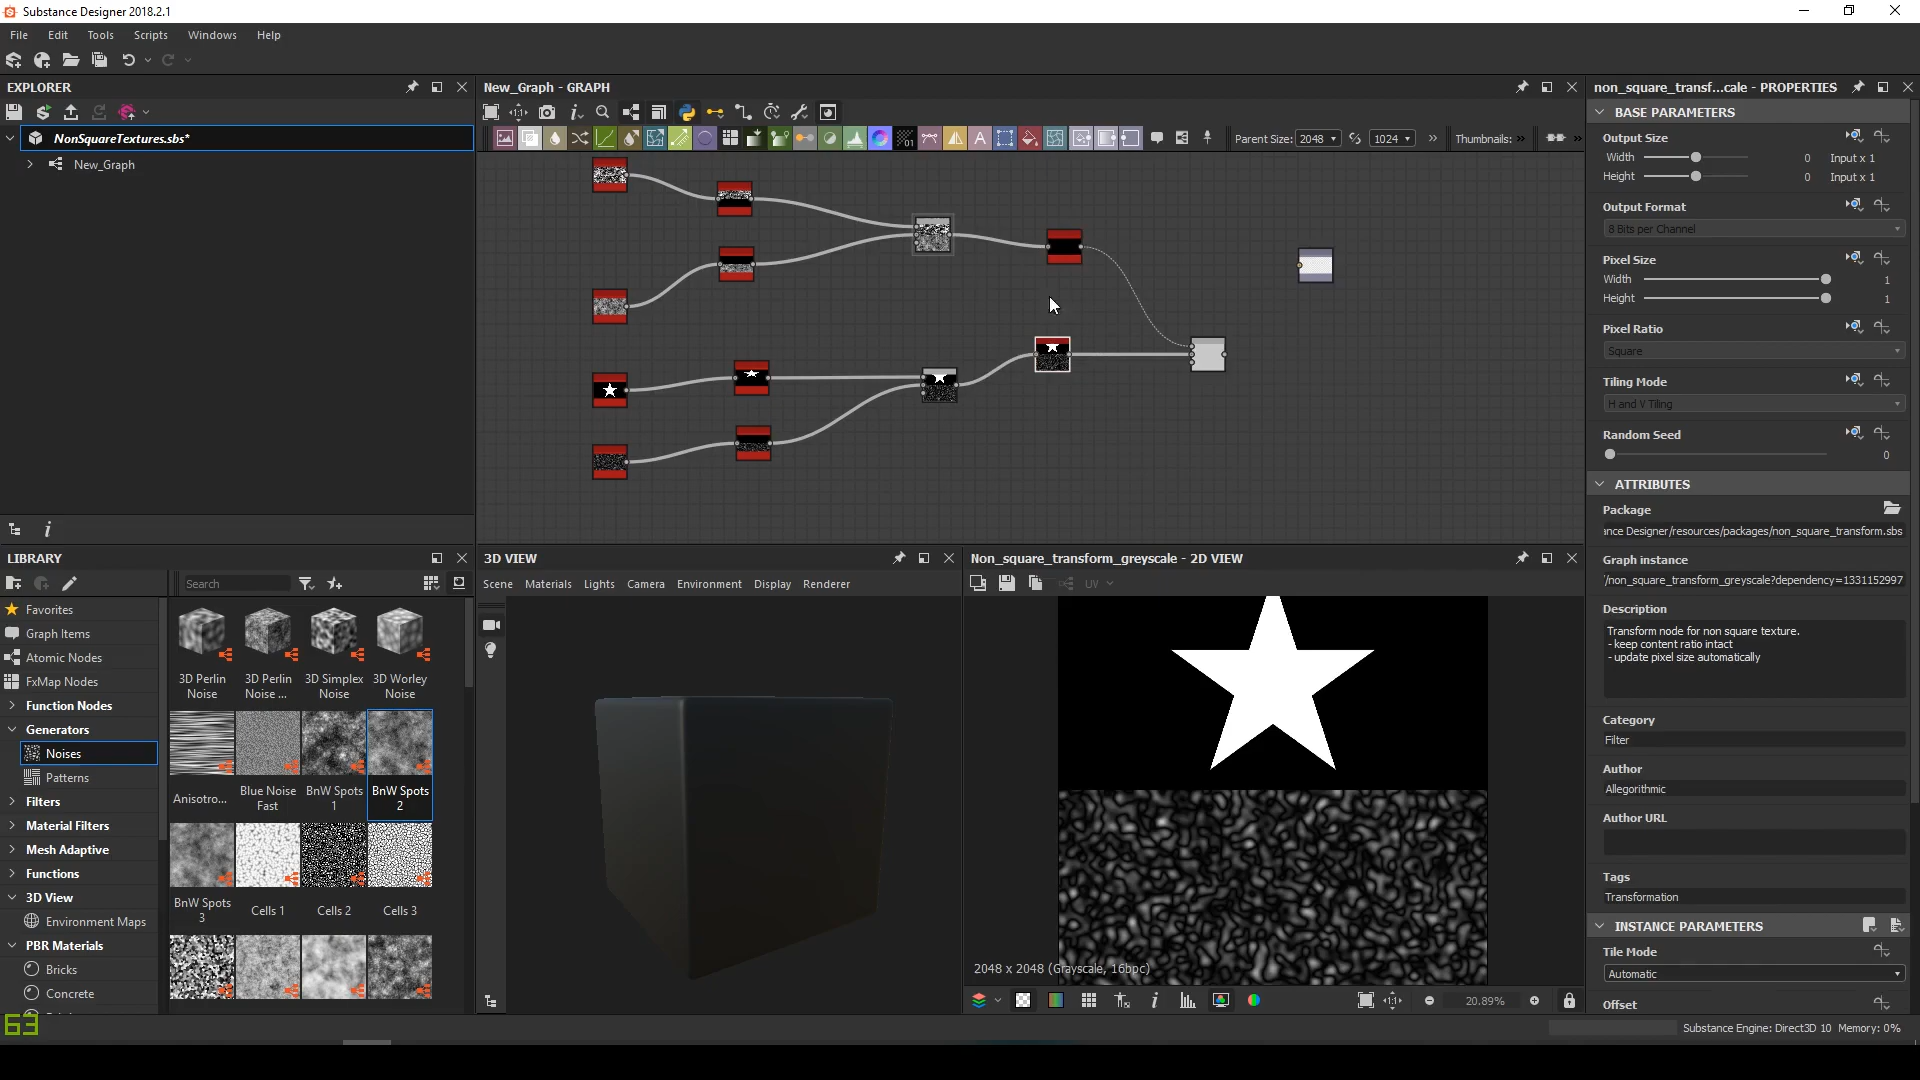 Substance Designer 2018.2.1
File Edit Tools Scripts Windows Help
EXPLORER
NonSquareTextures.sbs*
New_Graph
New_Graph - GRAPH
Parent Size: 2048 1024 Thumbnails:
LIBRARY
Search
Favorites
Graph Items
Atomic Nodes
FxMap Nodes
Function Nodes
Generators
Noises
Patterns
Filters
Material Filters
Mesh Adaptive
Functions
3D View
Environment Maps
PBR Materials
Bricks
Concrete
3D Perlin Noise
3D Perlin Noise ...
3D Simplex Noise
3D Worley Noise
Anisotro...
Blue Noise Fast
BnW Spots 1
BnW Spots 2
BnW Spots 3
Cells 1
Cells 2
Cells 3
63
3D VIEW
Scene Materials Lights Camera Environment Display Renderer
Non_square_transform_greyscale - 2D VIEW
UV
2048 x 2048 (Grayscale, 16bpc)
20.89%
non_square_transf...cale - PROPERTIES
BASE PARAMETERS
Output Size
Width 0 Input x 1
Height 0 Input x 1
Output Format
8 Bits per Channel
Pixel Size
Width 1
Height 1
Pixel Ratio
Square
Tiling Mode
H and V Tiling
Random Seed
0
ATTRIBUTES
Package
ance Designer/resources/packages/non_square_transform.sbs
Graph instance
'/non_square_transform_greyscale?dependency=1331152997
Description
Transform node for non square texture.
- keep content ratio intact
- update pixel size automatically
Category
Filter
Author
Allegorithmic
Author URL
Tags
Transformation
INSTANCE PARAMETERS
Tile Mode
Automatic
Offset
Substance Engine: Direct3D 10 Memory: 0%